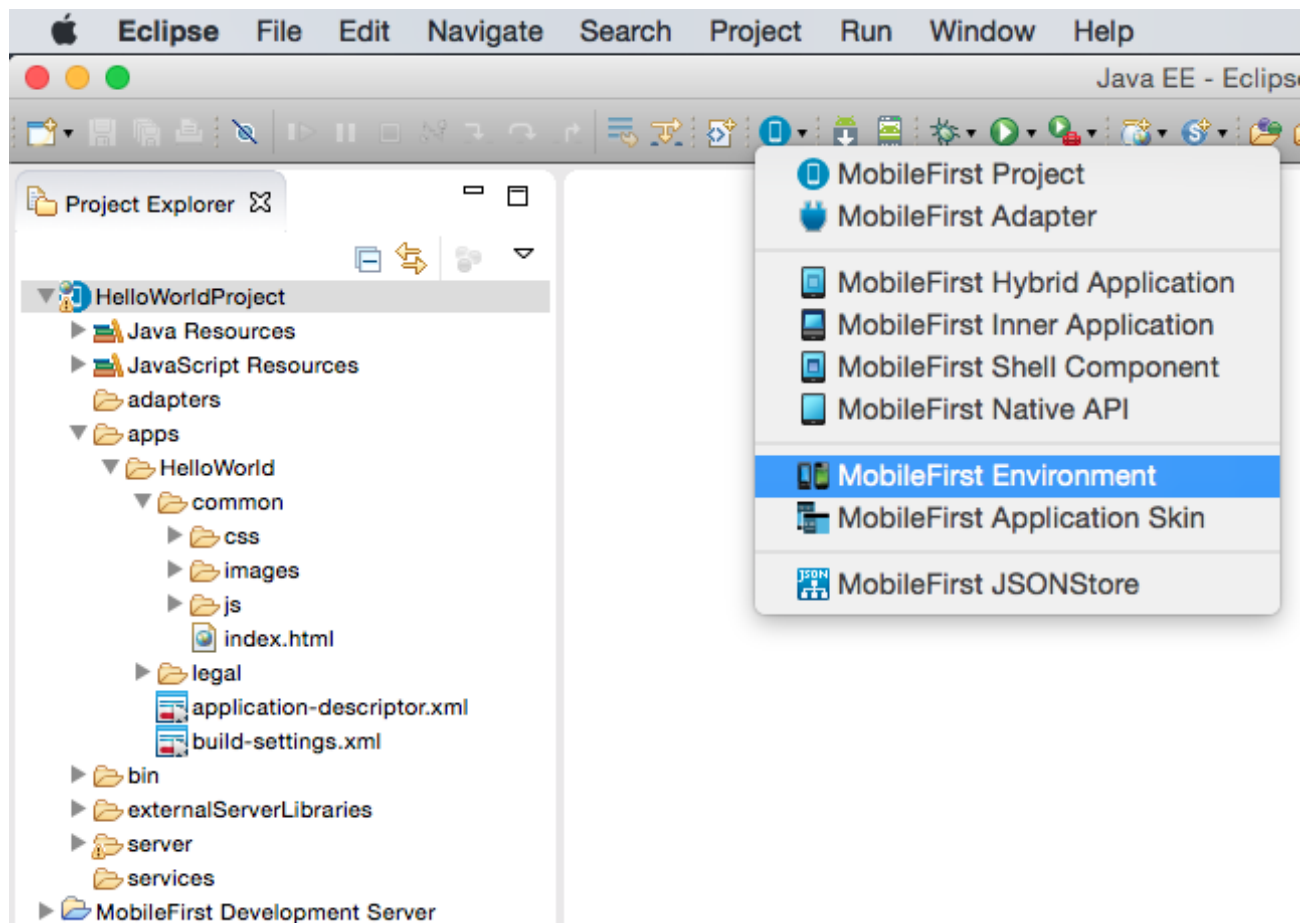 Eclipse File Edit Navigate Search Project Run Window Help
Java EE - Eclipse
Project Explorer
HelloWorldProject
Java Resources
JavaScript Resources
adapters
apps
HelloWorld
common
css
images
js
index.html
legal
application-descriptor.xml
build-settings.xml
bin
externalServerLibraries
server
services
MobileFirst Development Server
MobileFirst Project
MobileFirst Adapter
MobileFirst Hybrid Application
MobileFirst Inner Application
MobileFirst Shell Component
MobileFirst Native API
MobileFirst Environment
MobileFirst Application Skin
JSON
MobileFirst JSONStore